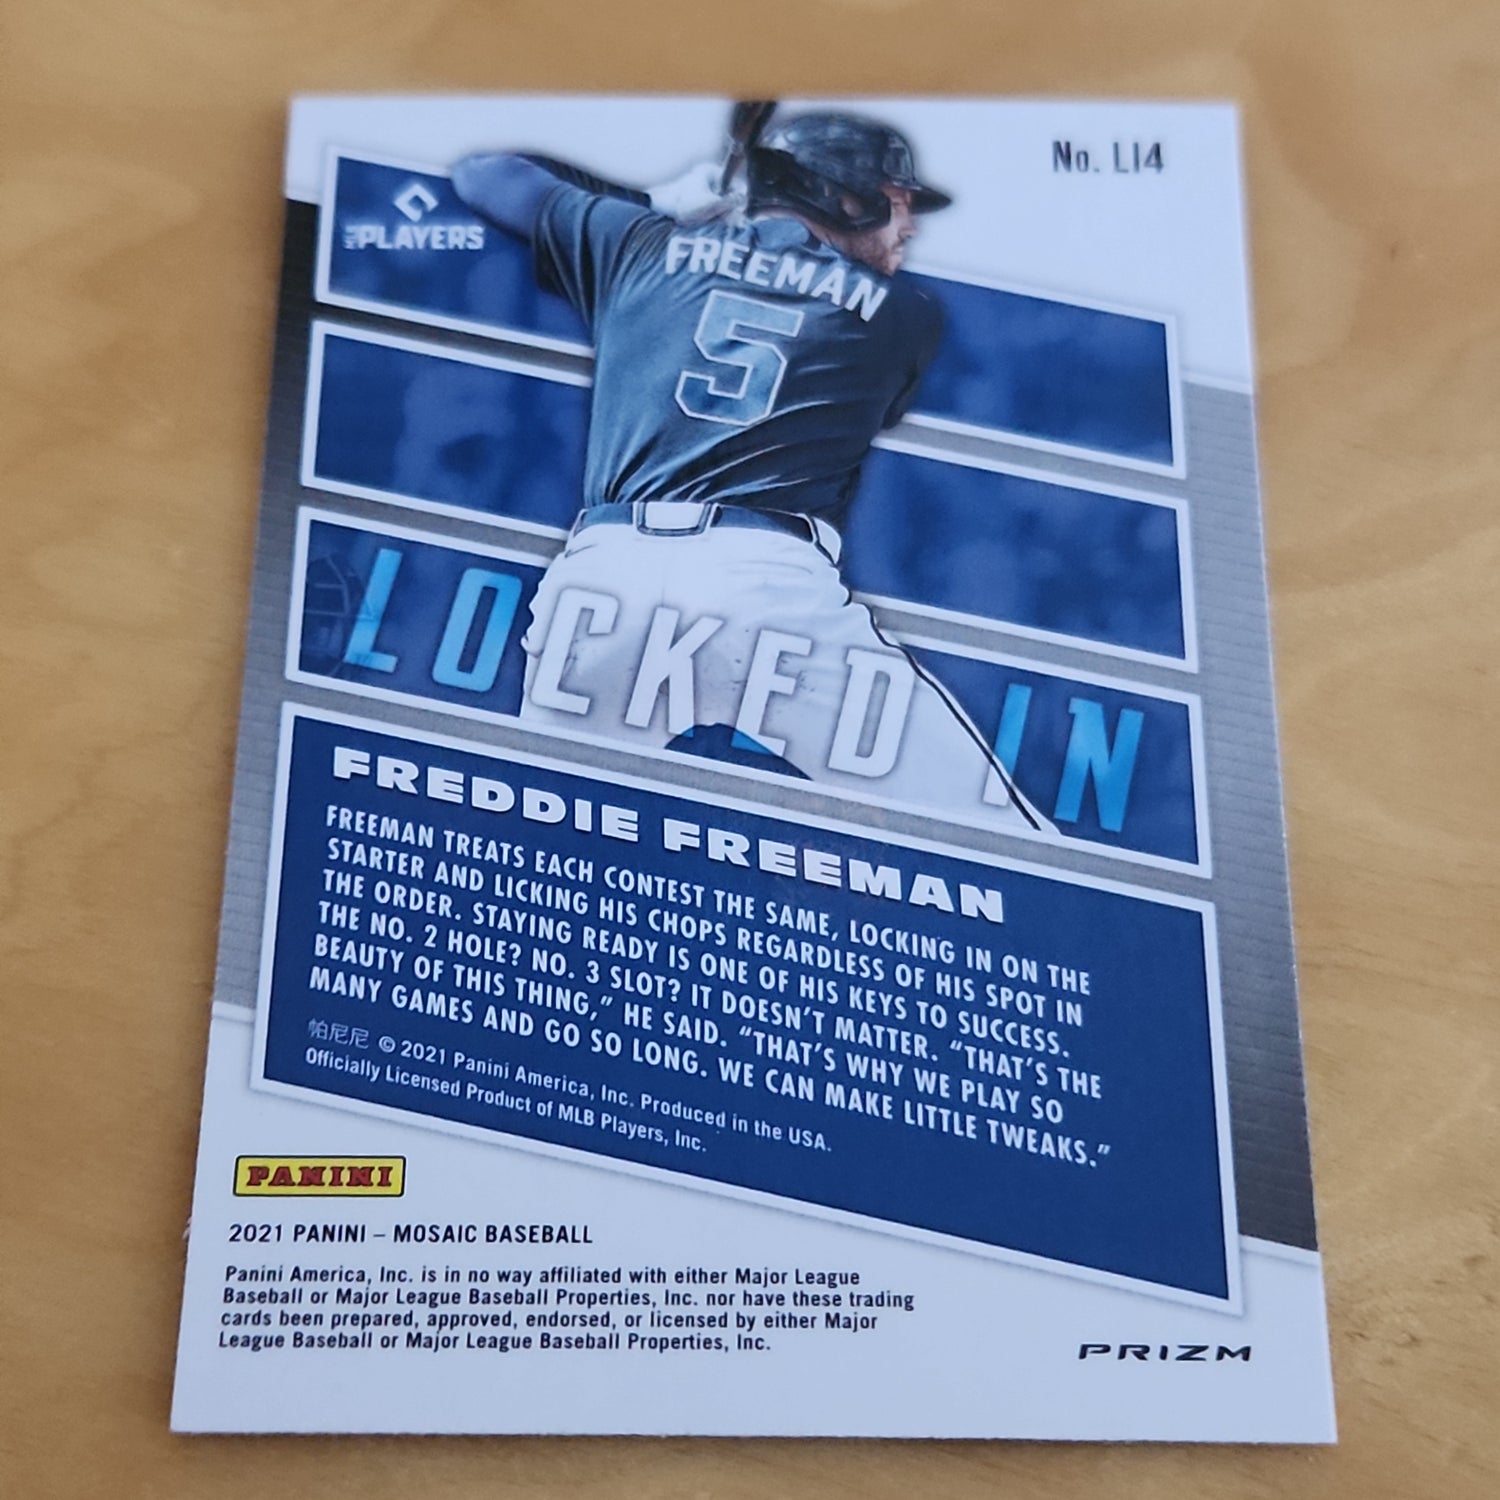 No. LI4
MLB PLAYERS
FREEMAN
5
LOCKED IN
FREDDIE FREEMAN
FREEMAN TREATS EACH CONTEST THE SAME, LOCKING IN ON THE
STARTER AND LICKING HIS CHOPS REGARDLESS OF HIS SPOT IN
THE ORDER. STAYING READY IS ONE OF HIS KEYS TO SUCCESS.
THE NO. 2 HOLE? NO. 3 SLOT? IT DOESN'T MATTER. “THAT'S THE
BEAUTY OF THIS THING,” HE SAID. “THAT'S WHY WE PLAY SO
MANY GAMES AND GO SO LONG. WE CAN MAKE LITTLE TWEAKS.”
帕尼尼 © 2021 Panini America, Inc. Produced in the USA.
Officially Licensed Product of MLB Players, Inc.
PANINI
2021 PANINI – MOSAIC BASEBALL
Panini America, Inc. is in no way affiliated with either Major League
Baseball or Major League Baseball Properties, Inc. nor have these trading
cards been prepared, approved, endorsed, or licensed by either Major
League Baseball or Major League Baseball Properties, Inc.
PRIZM